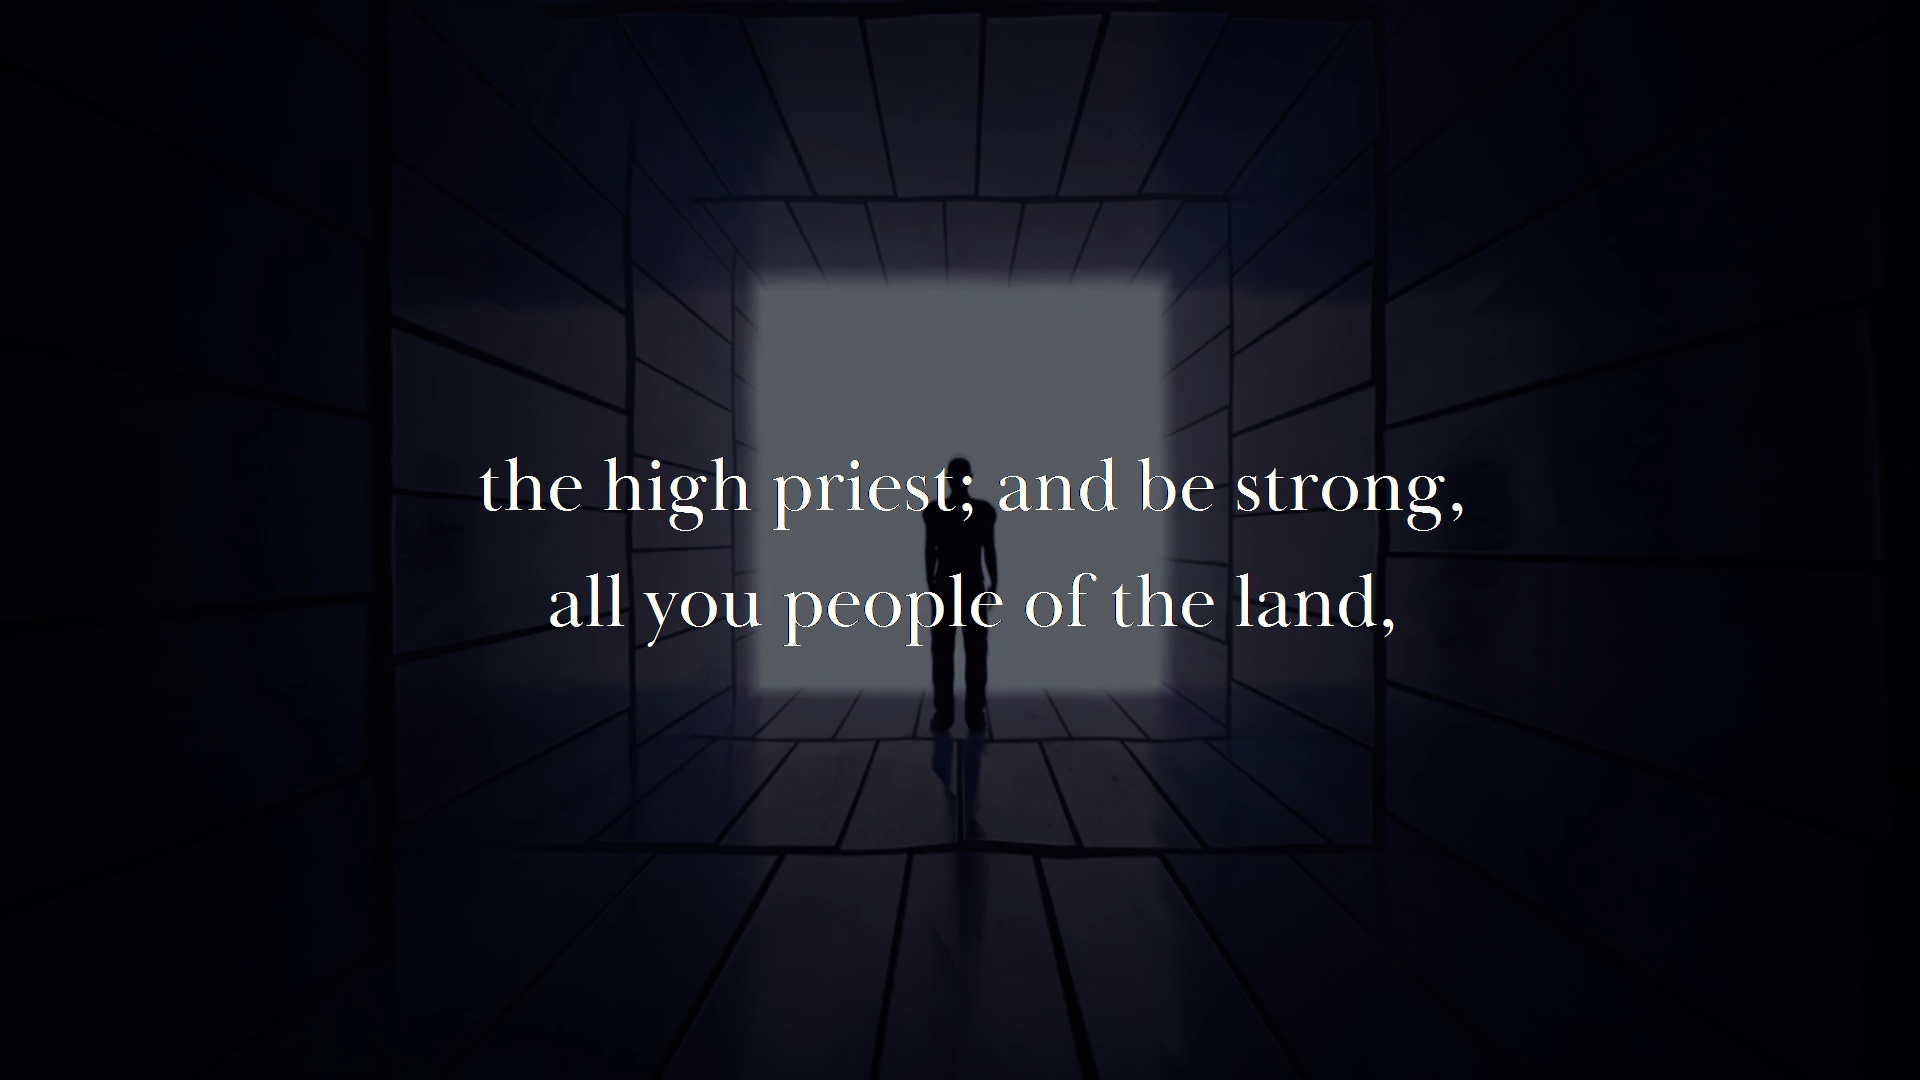 the high priest; and be strong,
all you people of the land,